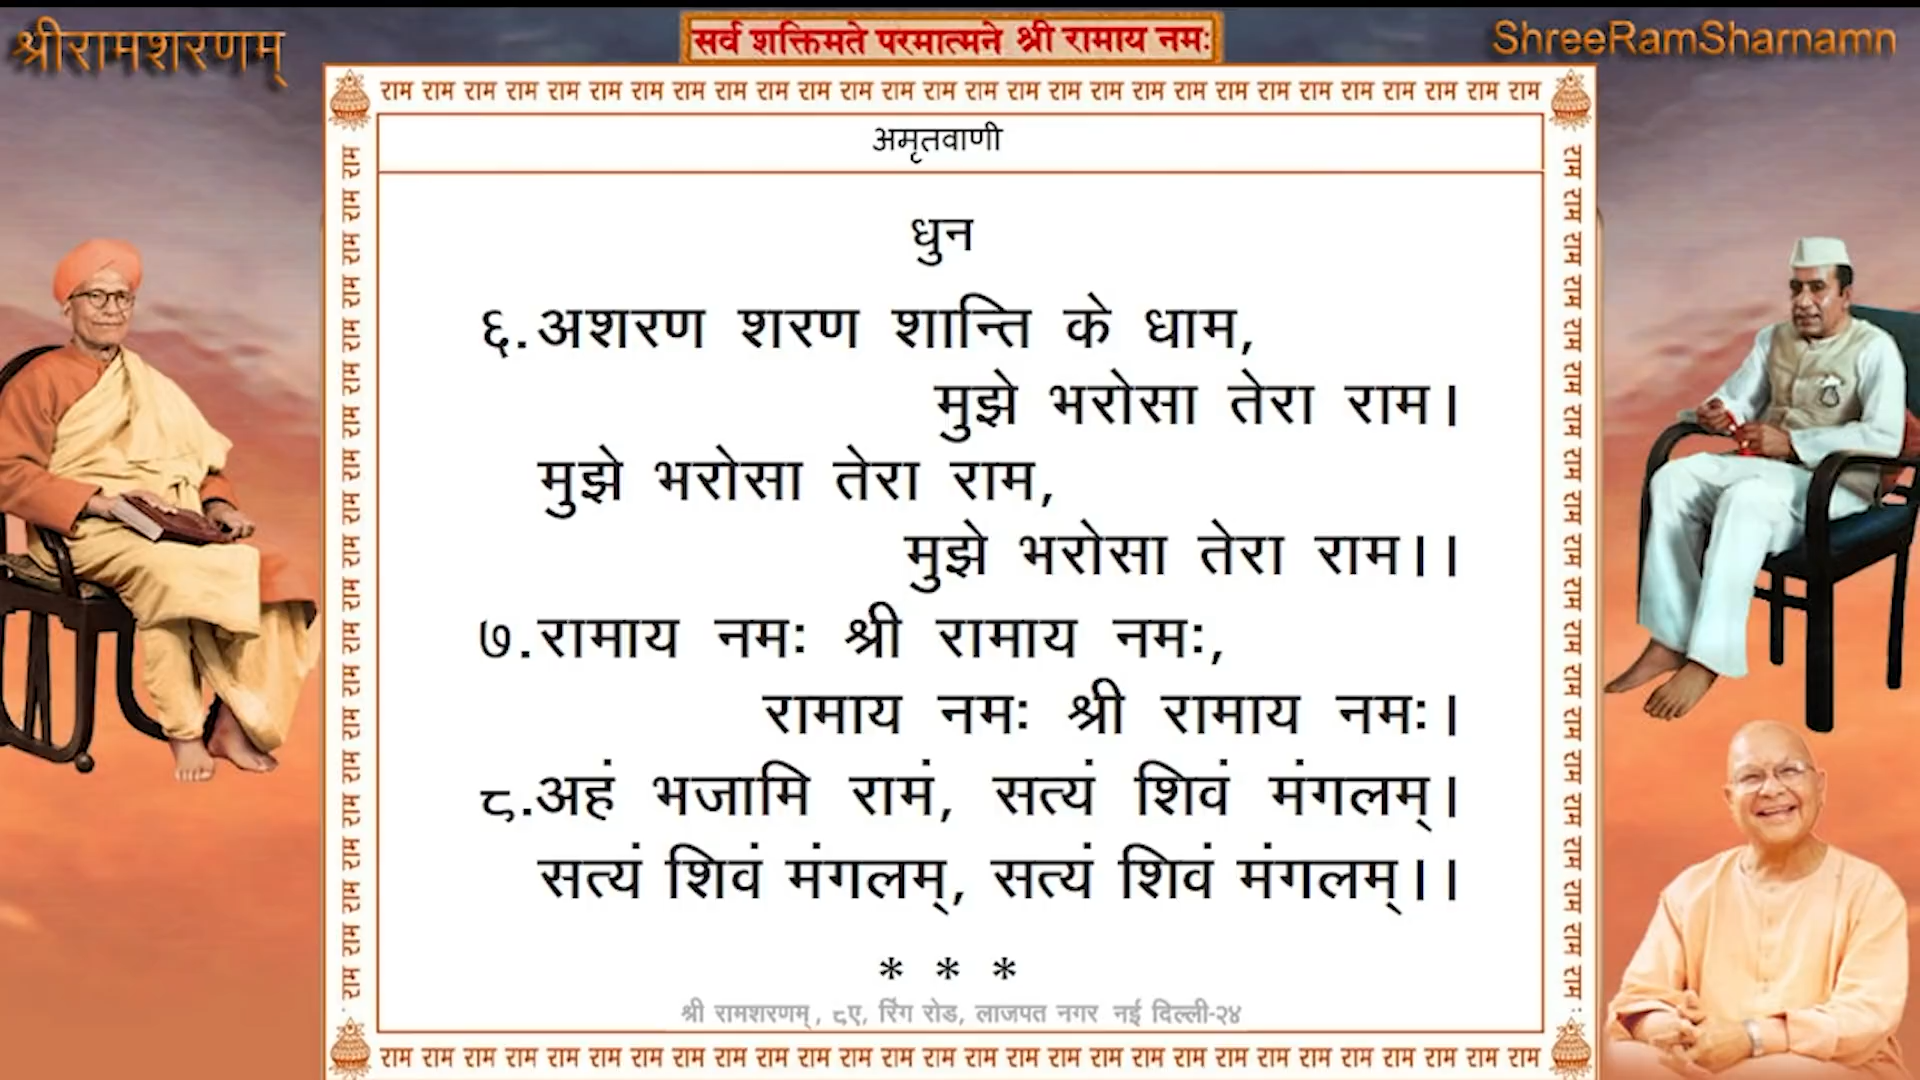 श्रीरामशरणम्
सर्व शक्तिमते परमात्मने श्री रामाय नमः
ShreeRamSharnamn
राम राम राम राम राम राम राम राम राम राम राम राम राम राम राम राम राम राम राम राम राम राम राम राम राम राम राम राम
अमृतवाणी
धुन
६.अशरण शरण शान्ति के धाम,
मुझे भरोसा तेरा राम।
मुझे भरोसा तेरा राम,
मुझे भरोसा तेरा राम।।
७.रामाय नमः श्री रामाय नमः,
रामाय नमः श्री रामाय नमः।
८.अहं भजामि रामं, सत्यं शिवं मंगलम्।
सत्यं शिवं मंगलम्, सत्यं शिवं मंगलम्।।
* * *
श्री रामशरणम्, ८ए, रिंग रोड, लाजपत नगर नई दिल्ली-२४
राम राम राम राम राम राम राम राम राम राम राम राम राम राम राम राम राम राम राम राम राम राम राम राम राम राम राम राम
राम राम राम राम राम राम राम राम राम राम राम राम राम राम राम राम राम राम राम राम
राम राम राम राम राम राम राम राम राम राम राम राम राम राम राम राम राम राम राम राम